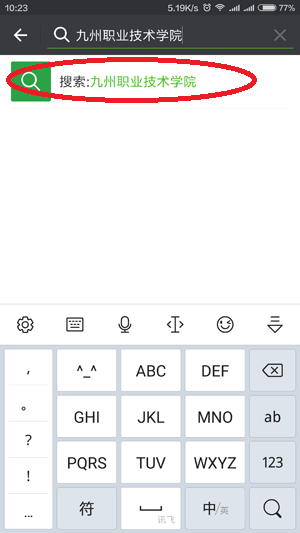 10:23 5.19K/s 77%
九州职业技术学院
搜索:九州职业技术学院
, ^_^ ABC DEF
。 GHI JKL MNO ab
? PQRS TUV WXYZ 123
!
... 符 讯飞 中/英